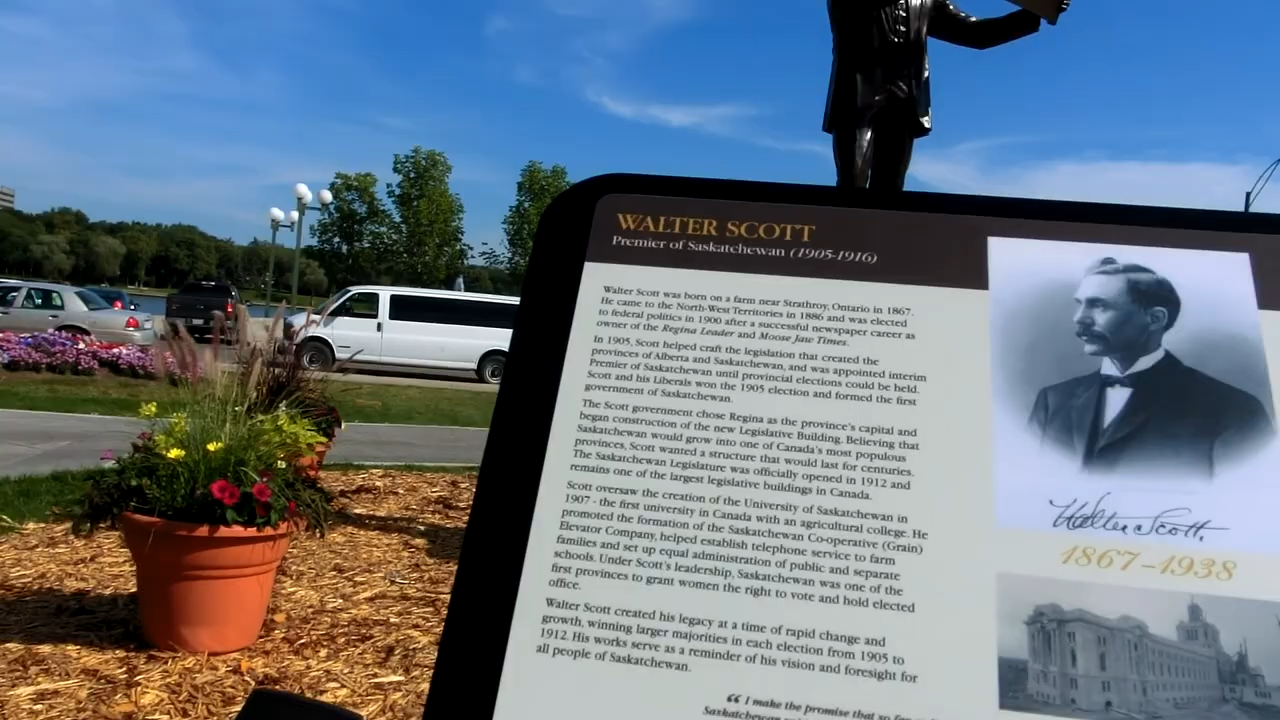 WALTER SCOTT
Premier of Saskatchewan (1905-1916)
Walter Scott was born on a farm near Strathroy, Ontario in 1867.
He came to the North-West Territories in 1886 and was elected
to federal politics in 1900 after a successful newspaper career as
owner of the Regina Leader and Moose Jaw Times.
In 1905, Scott helped craft the legislation that created the
provinces of Alberta and Saskatchewan, and was appointed interim
Premier of Saskatchewan until provincial elections could be held.
Scott and his Liberals won the 1905 election and formed the first
government of Saskatchewan.
The Scott government chose Regina as the province's capital and
began construction of the new Legislative Building. Believing that
Saskatchewan would grow into one of Canada's most populous
provinces, Scott wanted a structure that would last for centuries.
The Saskatchewan Legislature was officially opened in 1912 and
remains one of the largest legislative buildings in Canada.
Scott oversaw the creation of the University of Saskatchewan in
1907 - the first university in Canada with an agricultural college. He
promoted the formation of the Saskatchewan Co-operative (Grain)
Elevator Company, helped establish telephone service to farm
families and set up equal administration of public and separate
schools. Under Scott's leadership, Saskatchewan was one of the
first provinces to grant women the right to vote and hold elected
office.
Walter Scott created his legacy at a time of rapid change and
growth, winning larger majorities in each election from 1905 to
1912. His works serve as a reminder of his vision and foresight for
all people of Saskatchewan.
“ I make the promise that so far
Saskatchewan
Walter Scott.
1867-1938